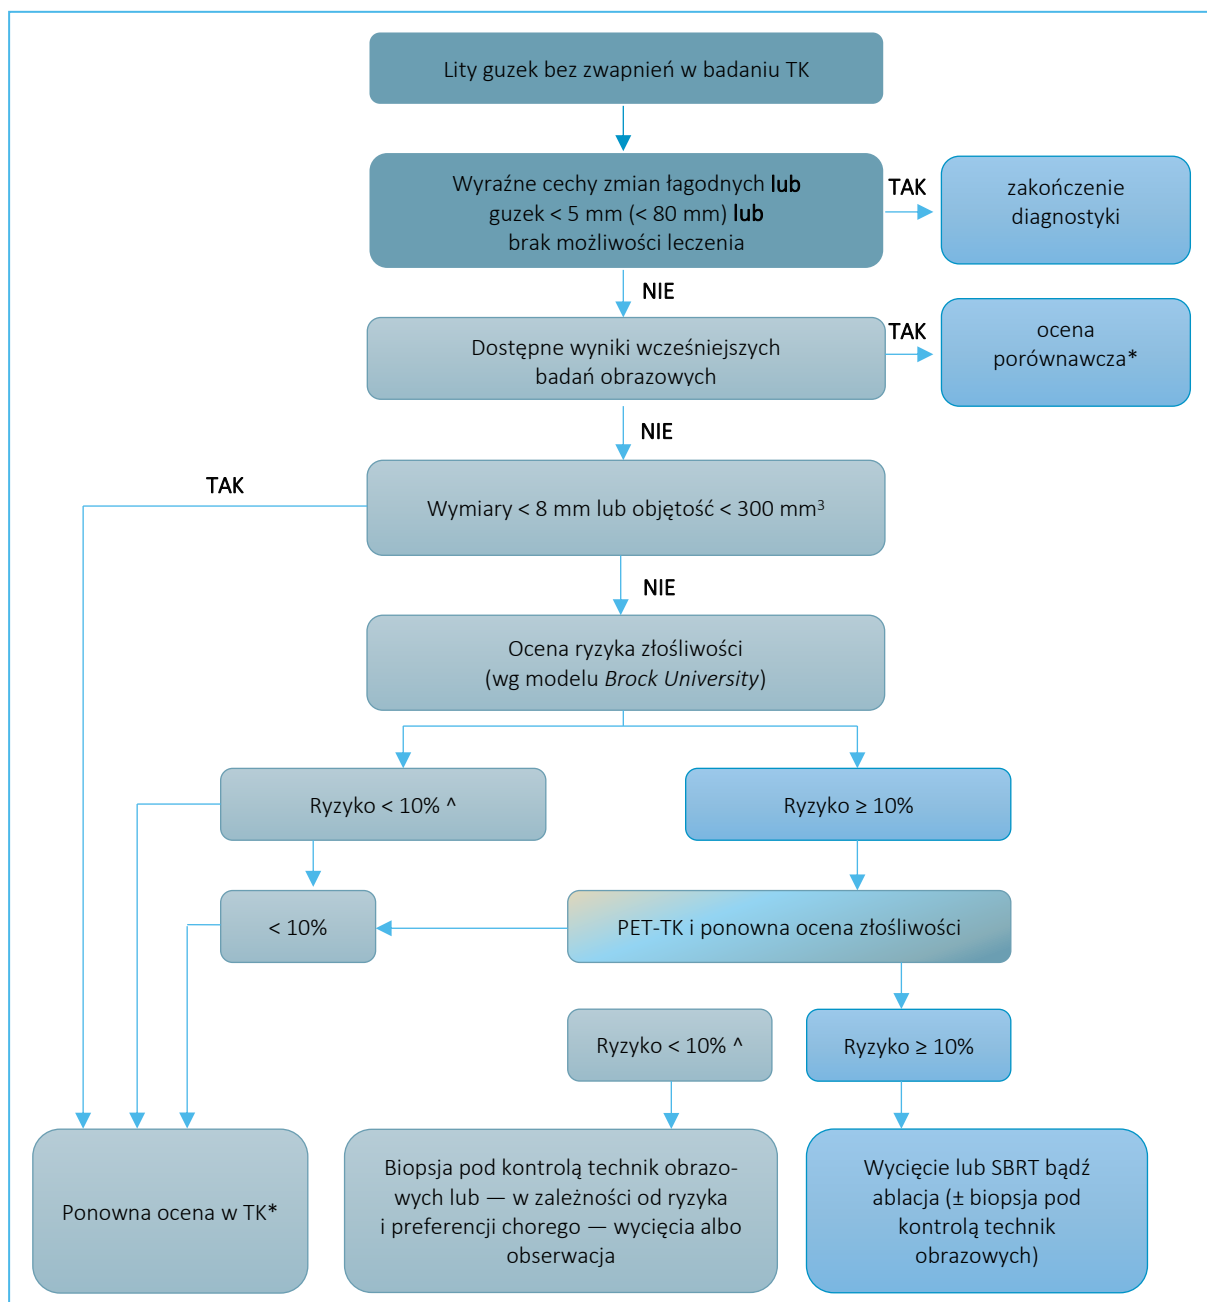 Lity guzek bez zwapnień w badaniu TK
Wyraźne cechy zmian łagodnych lub
guzek < 5 mm (< 80 mm) lub
brak możliwości leczenia
TAK
zakończenie
diagnostyki
NIE
Dostępne wyniki wcześniejszych
badań obrazowych
TAK
ocena
porównawcza*
NIE
TAK
Wymiary < 8 mm lub objętość < 300 mm³
NIE
Ocena ryzyka złośliwości
(wg modelu Brock University)
Ryzyko < 10% ^
Ryzyko ≥ 10%
< 10%
PET-TK i ponowna ocena złośliwości
Ryzyko < 10% ^
Ryzyko ≥ 10%
Ponowna ocena w TK*
Biopsja pod kontrolą technik obrazo-
wych lub — w zależności od ryzyka
i preferencji chorego — wycięcia albo
obserwacja
Wycięcie lub SBRT bądź
ablacja (± biopsja pod
kontrolą technik
obrazowych)